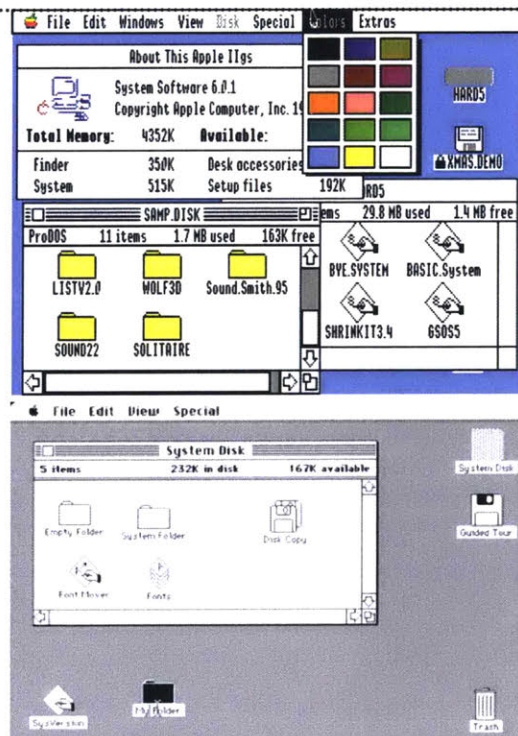 File Edit Windows View Disk Special Colors Extras
About This Apple IIgs
System Software 6.0.1
Copyright Apple Computer, Inc. 19
Total Memory: 4352K Available:
Finder 350K Desk accessories
System 515K Setup files 192K
HARD5
XMAS.DEMO
SAMP.DISK
ProDOS 11 items 1.7 MB used 163K free
LISTV2.0 WOLF3D Sound.Smith.95
SOUND22 SOLITAIRE
RD5
ems 29.8 MB used 1.4 MB free
BYE.SYSTEM BASIC.System
SHRINKIT3.4 GSOS5
File Edit View Special
System Disk
5 items 232K in disk 167K available
Empty Folder System Folder Disk Copy
Font Mover Fonts
System Disk
Guided Tour
SysVersion My Folder Trash